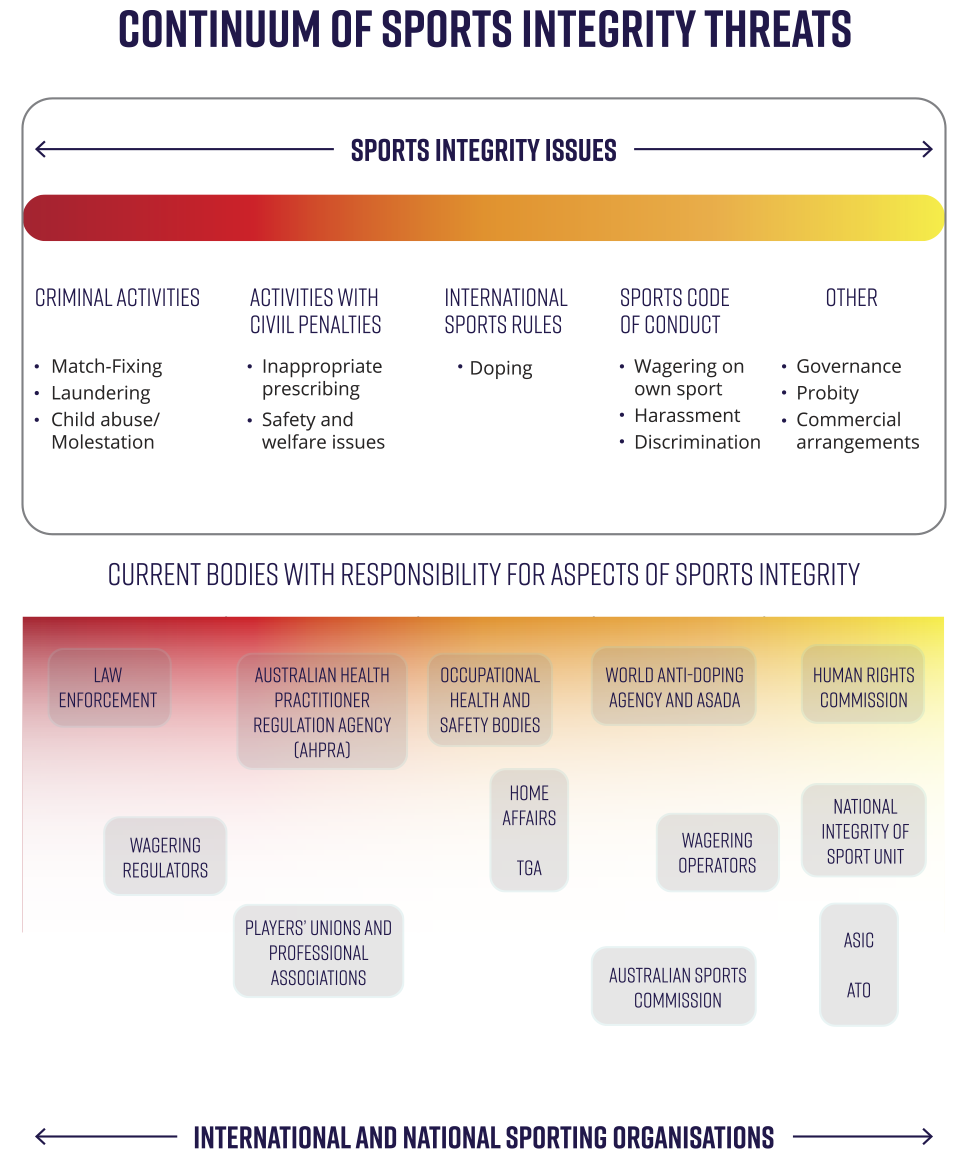 CONTINUUM OF SPORTS INTEGRITY THREATS
SPORTS INTEGRITY ISSUES
CRIMINAL ACTIVITIES
• Match-Fixing
• Laundering
• Child abuse/
Molestation
ACTIVITIES WITH
CIVIIL PENALTIES
• Inappropriate
prescribing
• Safety and
welfare issues
INTERNATIONAL
SPORTS RULES
• Doping
SPORTS CODE
OF CONDUCT
• Wagering on
own sport
• Harassment
• Discrimination
OTHER
• Governance
• Probity
• Commercial
arrangements
CURRENT BODIES WITH RESPONSIBILITY FOR ASPECTS OF SPORTS INTEGRITY
LAW
ENFORCEMENT
AUSTRALIAN HEALTH
PRACTITIONER
REGULATION AGENCY
(AHPRA)
OCCUPATIONAL
HEALTH AND
SAFETY BODIES
WORLD ANTI-DOPING
AGENCY AND ASADA
HUMAN RIGHTS
COMMISSION
HOME
AFFAIRS
TGA
WAGERING
REGULATORS
WAGERING
OPERATORS
NATIONAL
INTEGRITY OF
SPORT UNIT
PLAYERS’ UNIONS AND
PROFESSIONAL
ASSOCIATIONS
AUSTRALIAN SPORTS
COMMISSION
ASIC
ATO
INTERNATIONAL AND NATIONAL SPORTING ORGANISATIONS